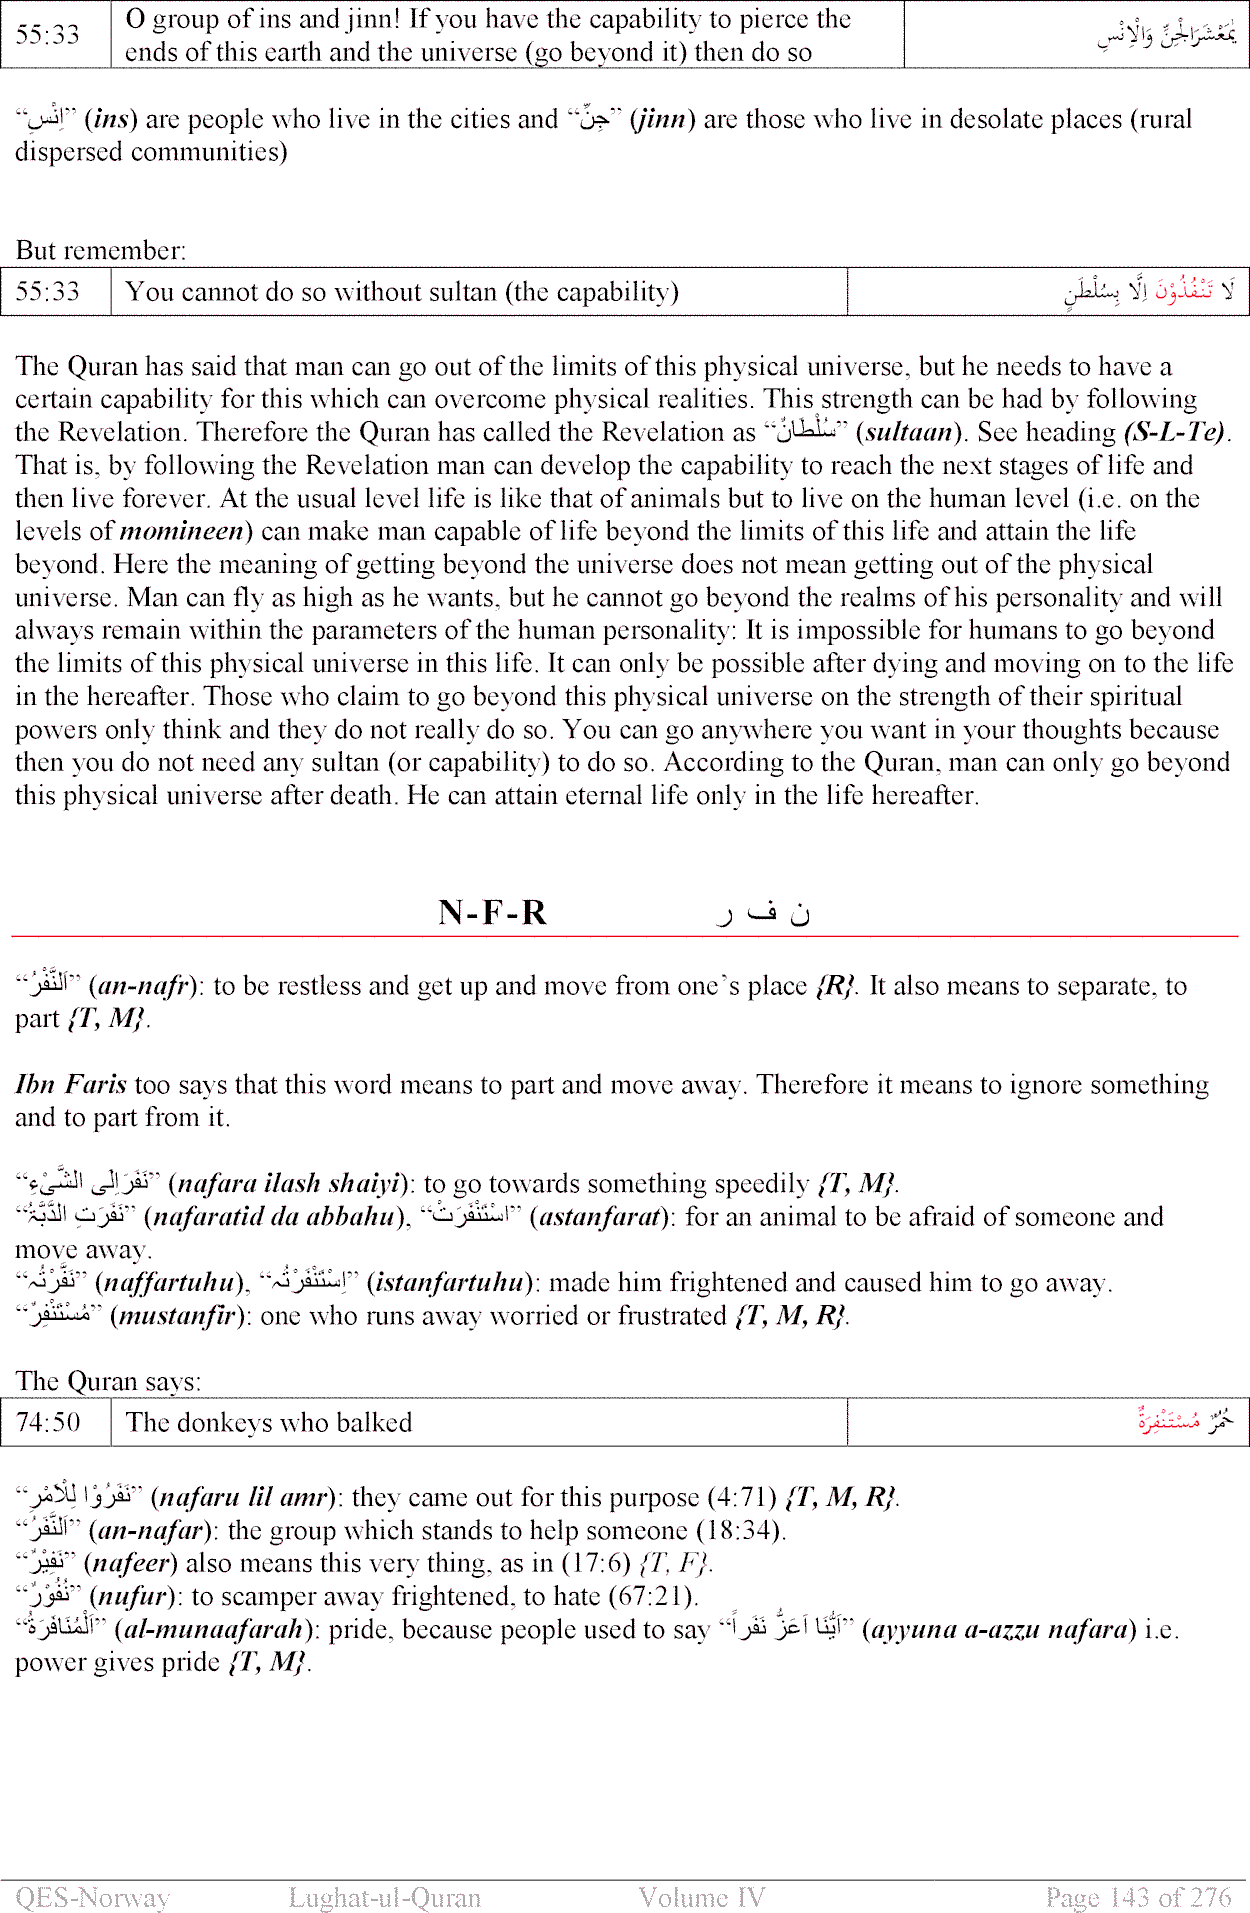 55:33 O group of ins and jinn! If you have the capability to pierce the يٰمَعْشَرَالْجِنِّ وَالْاِنْسِ
ends of this earth and the universe (go beyond it) then do so
“اِنْسٌ” (ins) are people who live in the cities and “جِنٌّ” (jinn) are those who live in desolate places (rural
dispersed communities)
But remember:
55:33 You cannot do so without sultan (the capability) لَا تَنْفُذُوْنَ اِلَّا بِسُلْطٰنٍ
The Quran has said that man can go out of the limits of this physical universe, but he needs to have a
certain capability for this which can overcome physical realities. This strength can be had by following
the Revelation. Therefore the Quran has called the Revelation as “سُلْطَانٌ” (sultaan). See heading (S-L-Te).
That is, by following the Revelation man can develop the capability to reach the next stages of life and
then live forever. At the usual level life is like that of animals but to live on the human level (i.e. on the
levels of momineen) can make man capable of life beyond the limits of this life and attain the life
beyond. Here the meaning of getting beyond the universe does not mean getting out of the physical
universe. Man can fly as high as he wants, but he cannot go beyond the realms of his personality and will
always remain within the parameters of the human personality: It is impossible for humans to go beyond
the limits of this physical universe in this life. It can only be possible after dying and moving on to the life
in the hereafter. Those who claim to go beyond this physical universe on the strength of their spiritual
powers only think and they do not really do so. You can go anywhere you want in your thoughts because
then you do not need any sultan (or capability) to do so. According to the Quran, man can only go beyond
this physical universe after death. He can attain eternal life only in the life hereafter.
N-F-R ن ف ر
“اَلنَّفْرُ” (an-nafr): to be restless and get up and move from one’s place {R}. It also means to separate, to
part {T, M}.
Ibn Faris too says that this word means to part and move away. Therefore it means to ignore something
and to part from it.
“نَفَرَاِلَی الشَّیْءِ” (nafara ilash shaiyi): to go towards something speedily {T, M}.
“نَفَرَتِ الدَّبَّۃُ” (nafaratid da abbahu), “اسْتَنْفَرَتْ” (astanfarat): for an animal to be afraid of someone and
move away.
“نَفَّرْتُہٗ” (naffartuhu), “اِسْتَنْفَرْتُہٗ” (istanfartuhu): made him frightened and caused him to go away.
“مُسْتَنْفِرٌ” (mustanfir): one who runs away worried or frustrated {T, M, R}.
The Quran says:
74:50 The donkeys who balked حُمُرٌ مُسْتَنْفِرَةٌ
“نَفَرُوْا لِلْاَمْرِ” (nafaru lil amr): they came out for this purpose (4:71) {T, M, R}.
“اَلنَّفَرُ” (an-nafar): the group which stands to help someone (18:34).
“نَفِیْرٌ” (nafeer) also means this very thing, as in (17:6) {T, F}.
“نُفُوْرٌ” (nufur): to scamper away frightened, to hate (67:21).
“اَلْمُنَافَرَۃُ” (al-munaafarah): pride, because people used to say “اَیُّنَا اَعَزُّ نَفَراً” (ayyuna a-azzu nafara) i.e.
power gives pride {T, M}.
QES-Norway Lughat-ul-Quran Volume IV Page 143 of 276